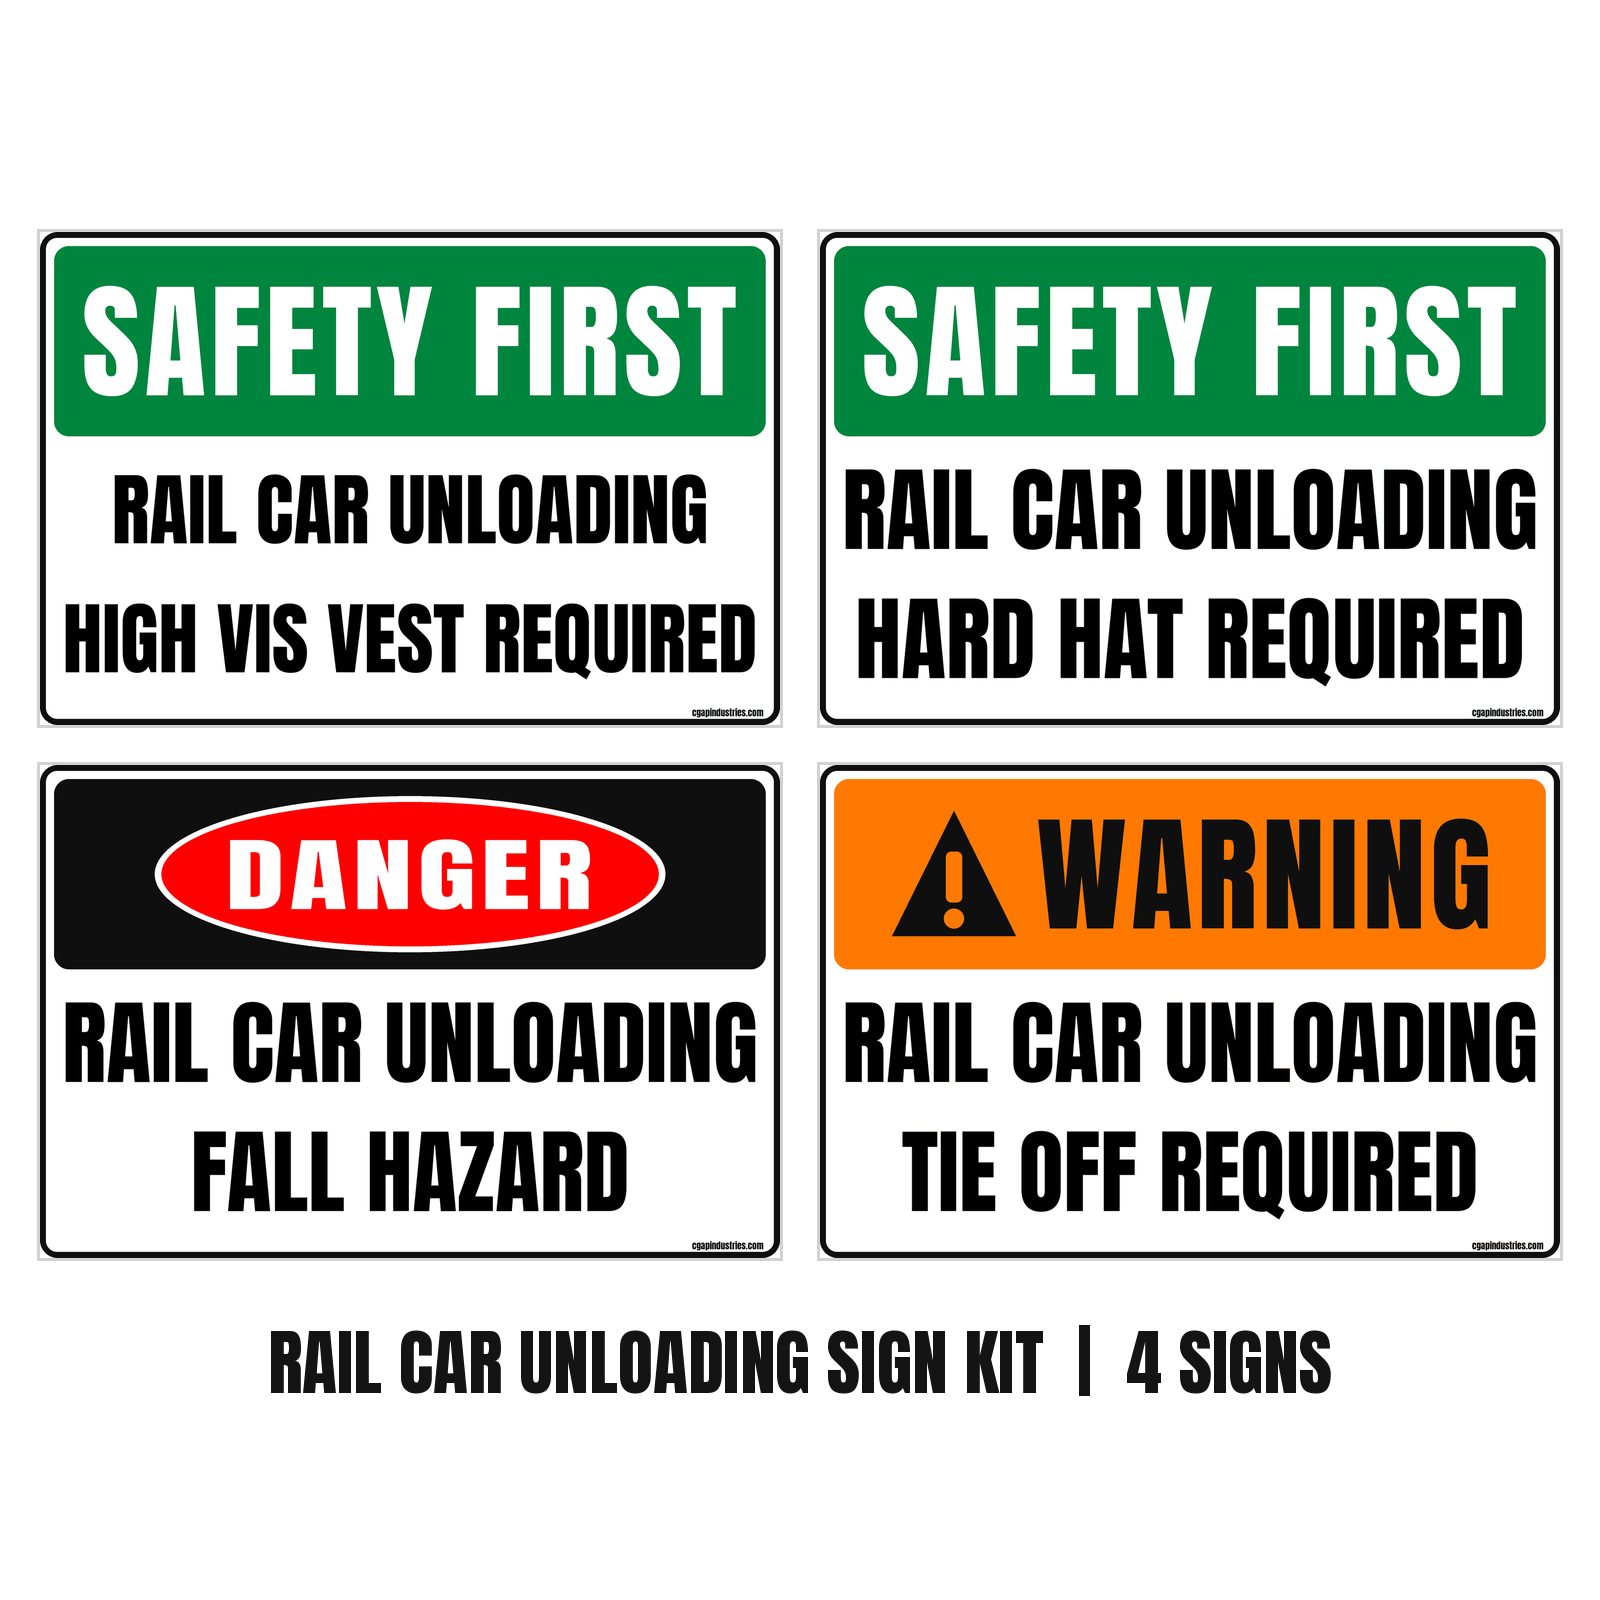 SAFETY FIRST
RAIL CAR UNLOADING
HIGH VIS VEST REQUIRED
cgapindustries.com
SAFETY FIRST
RAIL CAR UNLOADING
HARD HAT REQUIRED
cgapindustries.com
DANGER
RAIL CAR UNLOADING
FALL HAZARD
cgapindustries.com
WARNING
RAIL CAR UNLOADING
TIE OFF REQUIRED
cgapindustries.com
RAIL CAR UNLOADING SIGN KIT | 4 SIGNS